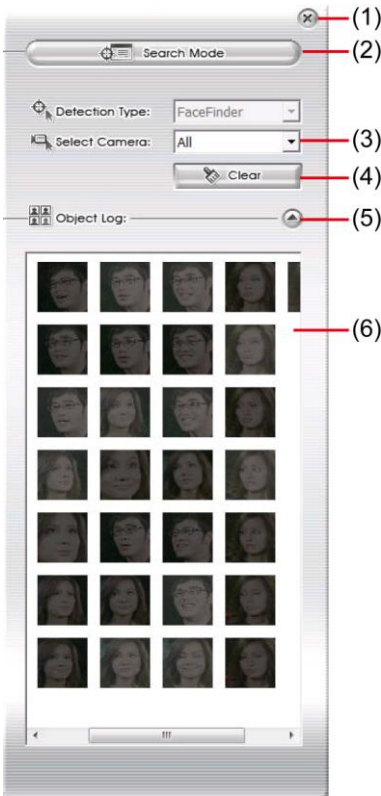 (1)
Search Mode (2)
Detection Type: FaceFinder
Select Camera: All (3)
Clear (4)
Object Log: (5)
(6)